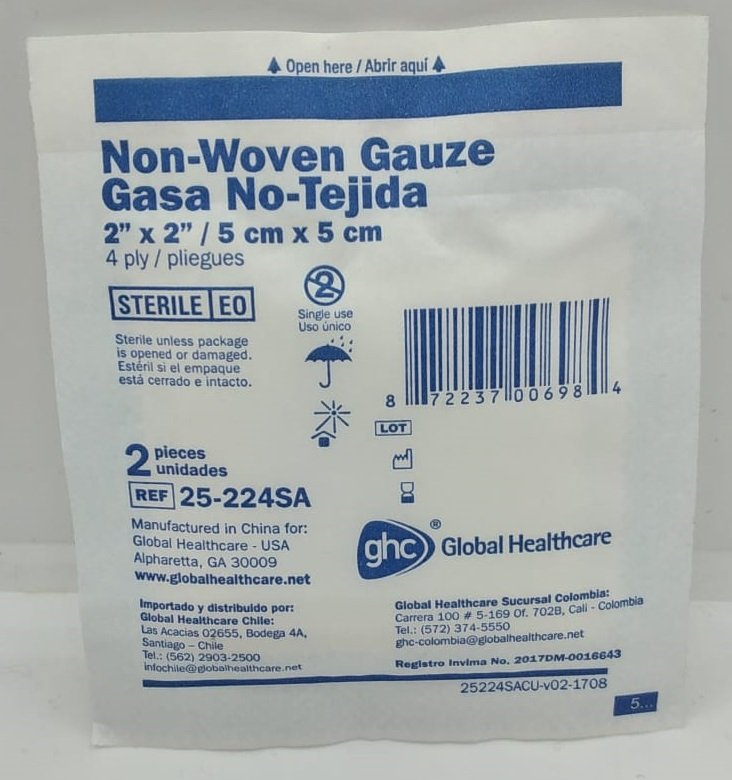 Open here / Abrir aquí
Non-Woven Gauze
Gasa No-Tejida
2” x 2” / 5 cm x 5 cm
4 ply / pliegues
STERILE EO
2
Single use
Uso único
Sterile unless package
is opened or damaged.
Estéril si el empaque
está cerrado e intacto.
8 72237 00698 4
LOT
2 pieces
unidades
REF 25-224SA
Manufactured in China for:
Global Healthcare - USA
Alpharetta, GA 30009
www.globalhealthcare.net
ghc® Global Healthcare
Importado y distribuido por:
Global Healthcare Chile:
Las Acacias 02655, Bodega 4A,
Santiago – Chile
Tel.: (562) 2903-2500
infochile@globalhealthcare.net
Global Healthcare Sucursal Colombia:
Carrera 100 # 5-169 Of. 702B, Cali - Colombia
Tel.: (572) 374-5550
ghc-colombia@globalhealthcare.net
Registro Invima No. 2017DM-0016643
25224SACU-v02-1708
5...